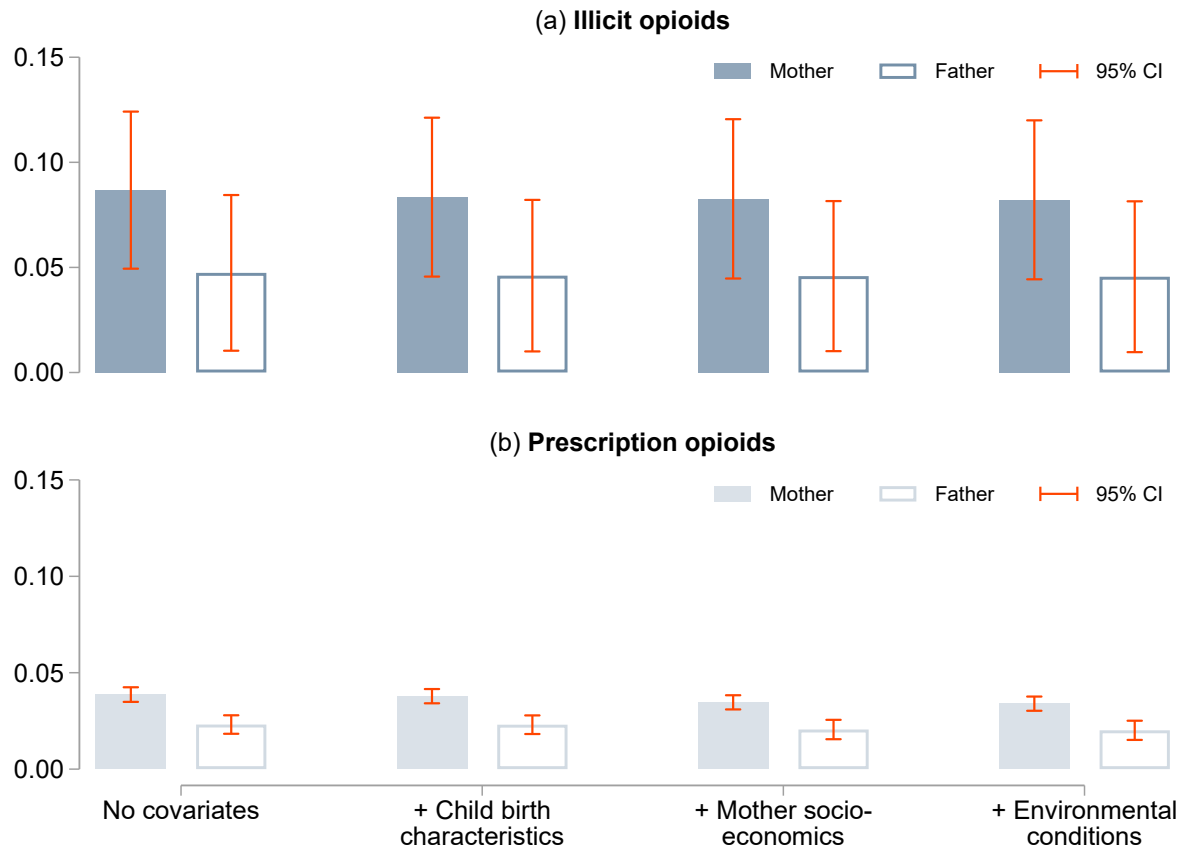 (a) Illicit opioids
0.15
Mother
Father
95% CI
0.10
0.05
0.00
(b) Prescription opioids
0.15
Mother
Father
95% CI
0.10
0.05
0.00
No covariates
+ Child birth
characteristics
+ Mother socio-
economics
+ Environmental
conditions